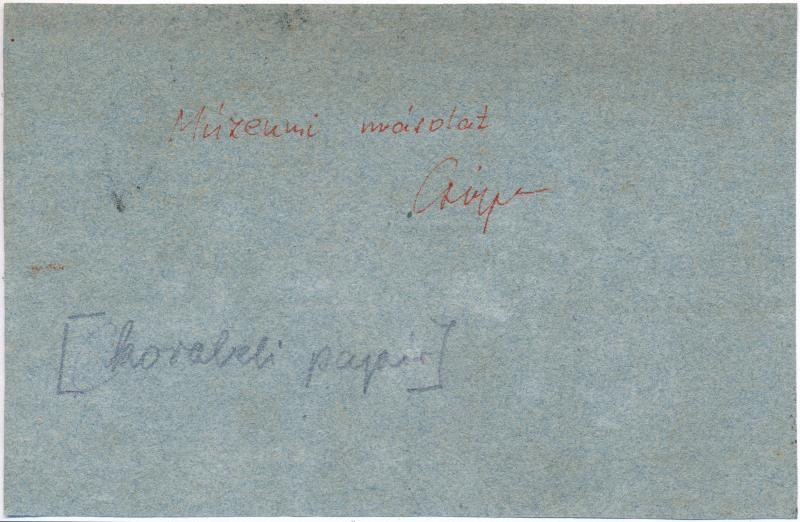 Múzeumi másolat
[korabeli papír]